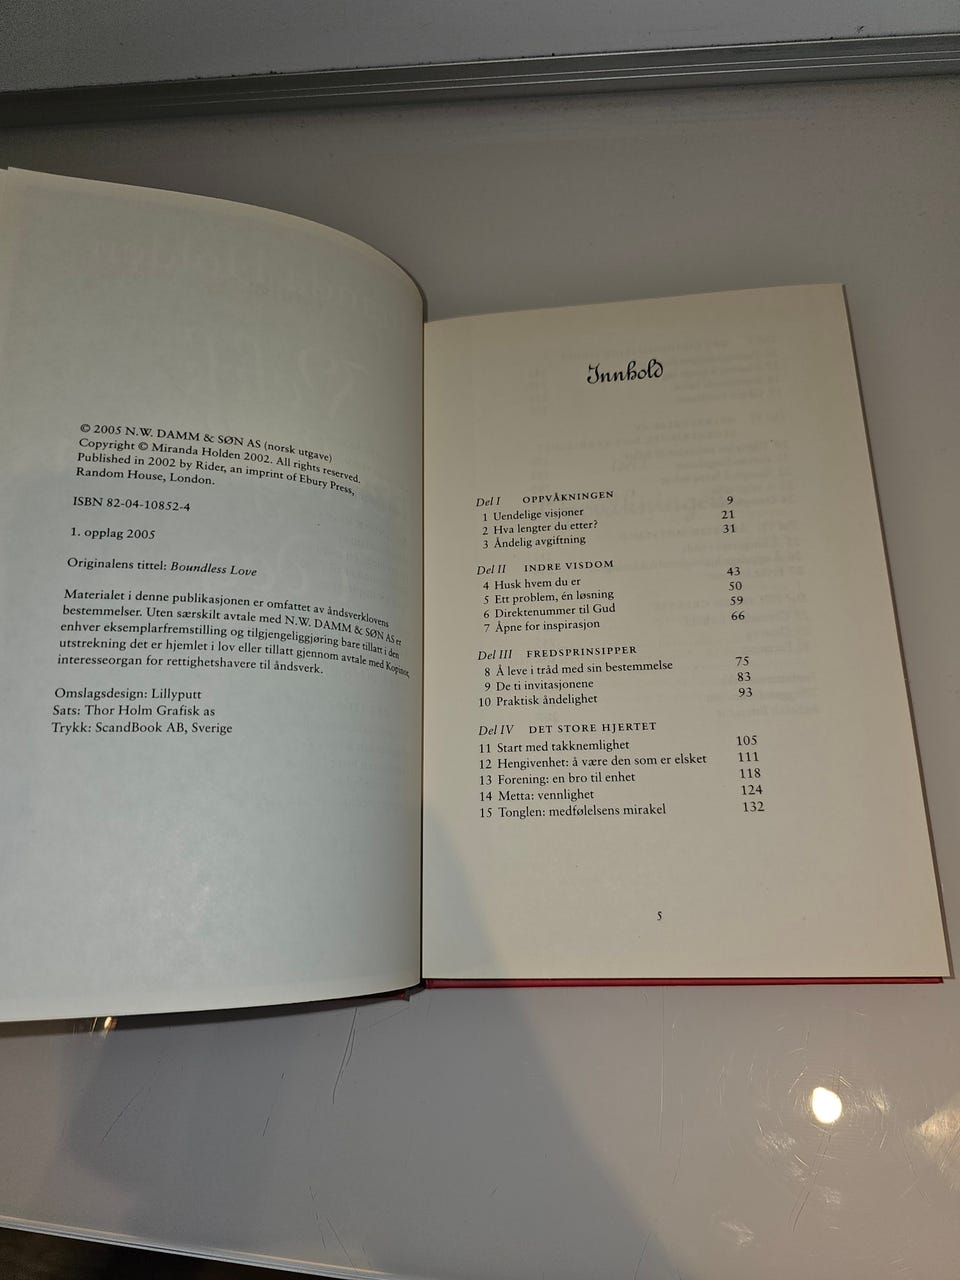 © 2005 N.W. DAMM & SØN AS (norsk utgave)
Copyright © Miranda Holden 2002. All rights reserved.
Published in 2002 by Rider, an imprint of Ebury Press,
Random House, London.
ISBN 82-04-10852-4
1. opplag 2005
Originalens tittel: Boundless Love
Materialet i denne publikasjonen er omfattet av åndsverklovens
bestemmelser. Uten særskilt avtale med N.W. DAMM & SØN AS er
enhver eksemplarfremstilling og tilgjengeliggjøring bare tillatt i den
utstrekning det er hjemlet i lov eller tillatt gjennom avtale med Kopinor,
interesseorgan for rettighetshavere til åndsverk.
Omslagsdesign: Lillyputt
Sats: Thor Holm Grafisk as
Trykk: ScandBook AB, Sverige
Innhold
Del I OPPVÅKNINGEN
1 Uendelige visjoner 9
2 Hva lengter du etter? 21
3 Åndelig avgiftning 31
Del II INDRE VISDOM
4 Husk hvem du er 43
5 Ett problem, én løsning 50
6 Direktenummer til Gud 59
7 Åpne for inspirasjon 66
Del III FREDSPRINSIPPER
8 Å leve i tråd med sin bestemmelse 75
9 De ti invitasjonene 83
10 Praktisk åndelighet 93
Del IV DET STORE HJERTET
11 Start med takknemlighet 105
12 Hengivenhet: å være den som er elsket 111
13 Forening: en bro til enhet 118
14 Metta: vennlighet 124
15 Tonglen: medfølelsens mirakel 132
5